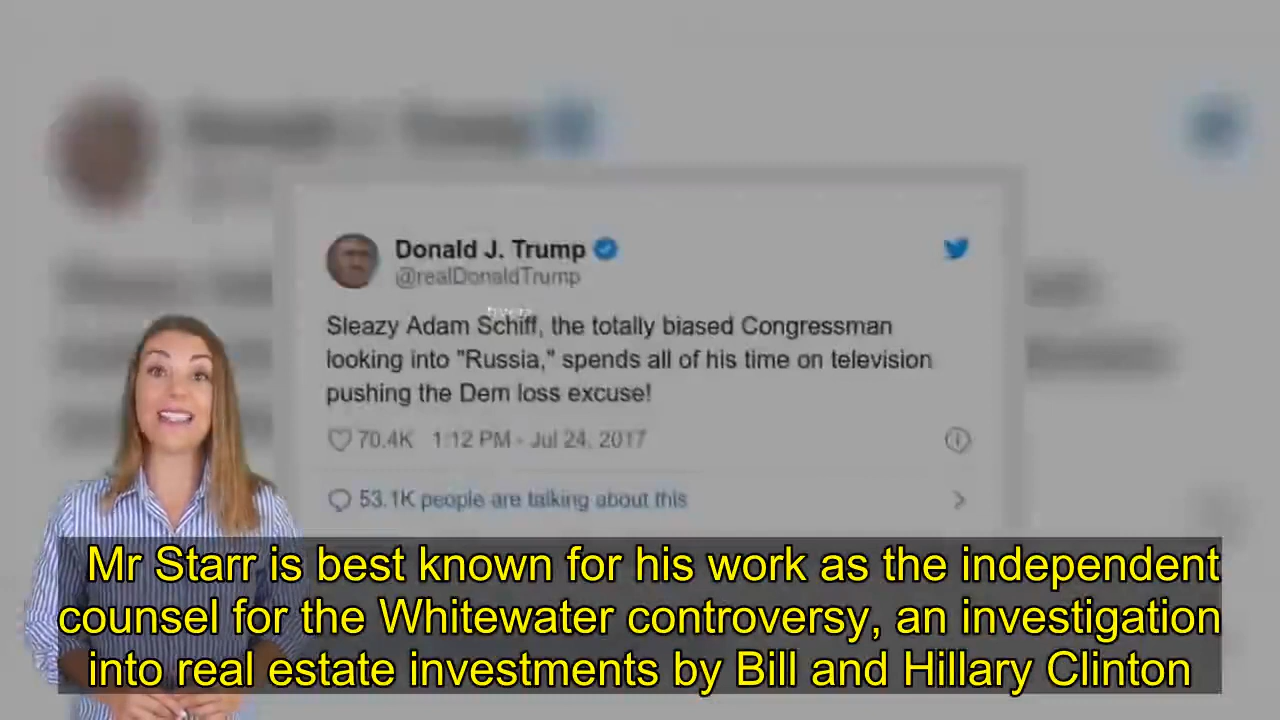 Donald J. Trump
@realDonaldTrump
Sleazy Adam Schiff, the totally biased Congressman
looking into "Russia," spends all of his time on television
pushing the Dem loss excuse!
70.4K 1:12 PM - Jul 24, 2017
53.1K people are talking about this
Mr Starr is best known for his work as the independent
counsel for the Whitewater controversy, an investigation
into real estate investments by Bill and Hillary Clinton